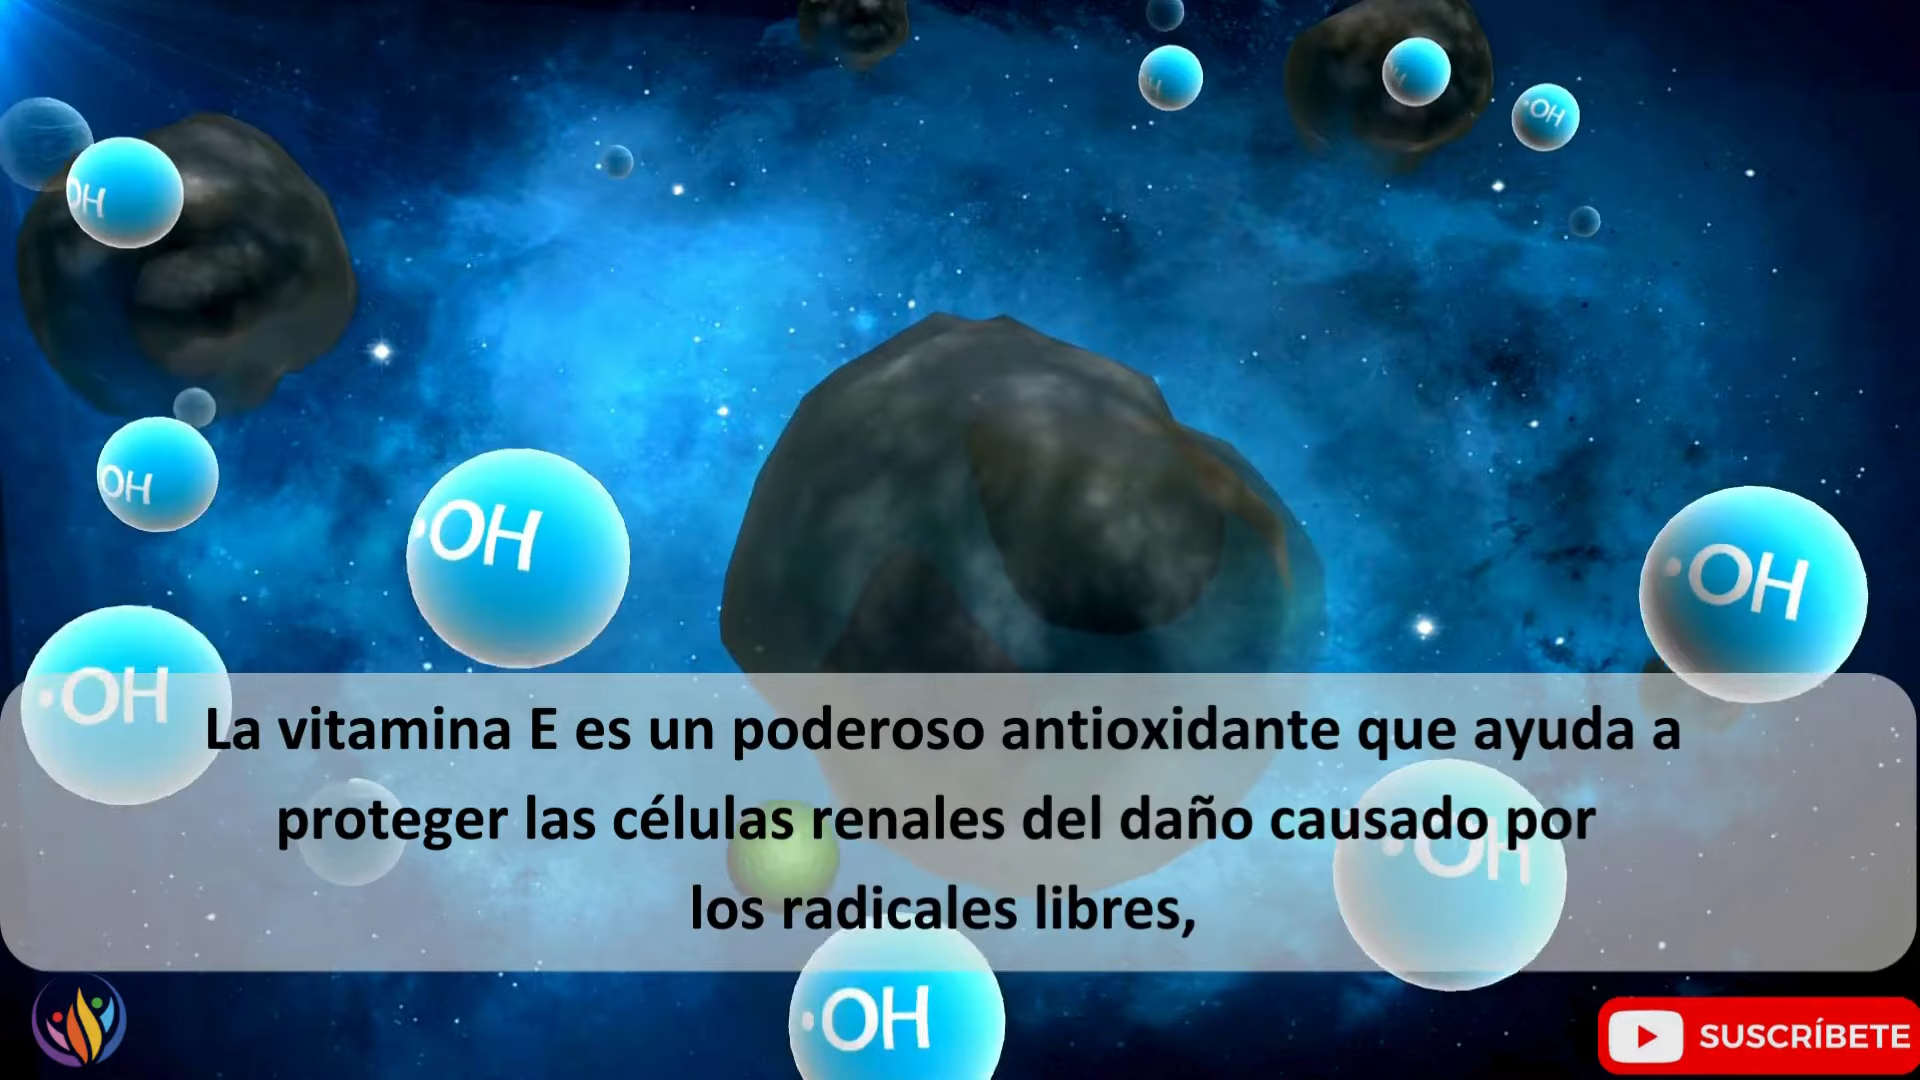 ·OH
OH
OH
·OH
·OH
·OH
La vitamina E es un poderoso antioxidante que ayuda a
proteger las células renales del daño causado por
los radicales libres,
·OH
·OH
SUSCRÍBETE